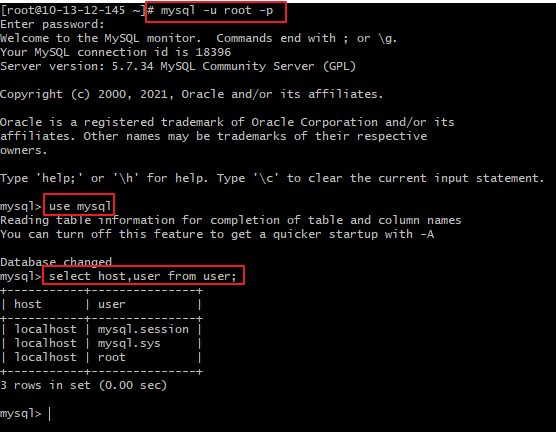 [root@10-13-12-145 ~]# mysql -u root -p
Enter password:
Welcome to the MySQL monitor.  Commands end with ; or \g.
Your MySQL connection id is 18396
Server version: 5.7.34 MySQL Community Server (GPL)
Copyright (c) 2000, 2021, Oracle and/or its affiliates.
Oracle is a registered trademark of Oracle Corporation and/or its
affiliates. Other names may be trademarks of their respective
owners.
Type 'help;' or '\h' for help. Type '\c' to clear the current input statement.
mysql> use mysql
Reading table information for completion of table and column names
You can turn off this feature to get a quicker startup with -A
Database changed
mysql> select host,user from user;
+-----------+---------------+
| host      | user          |
+-----------+---------------+
| localhost | mysql.session |
| localhost | mysql.sys     |
| localhost | root          |
+-----------+---------------+
3 rows in set (0.00 sec)
mysql>